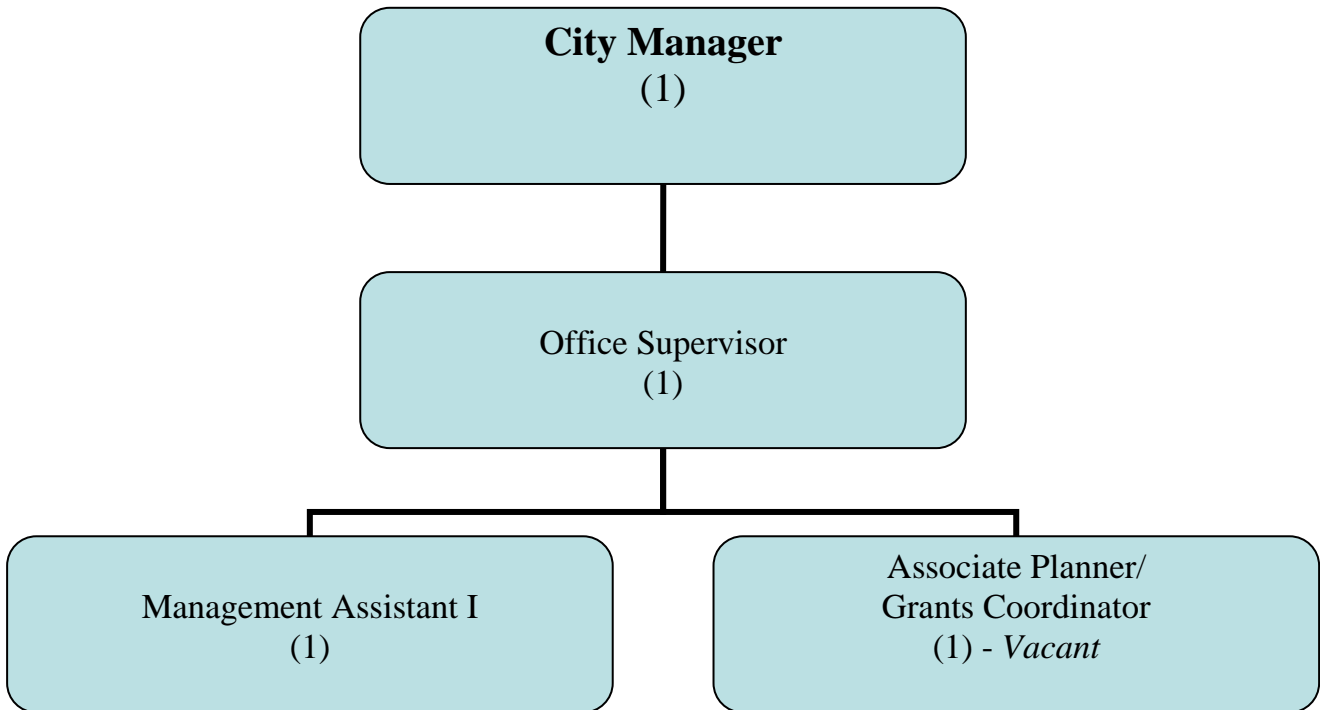 City Manager
(1)
Office Supervisor
(1)
Management Assistant I
(1)
Associate Planner/
Grants Coordinator
(1) - Vacant